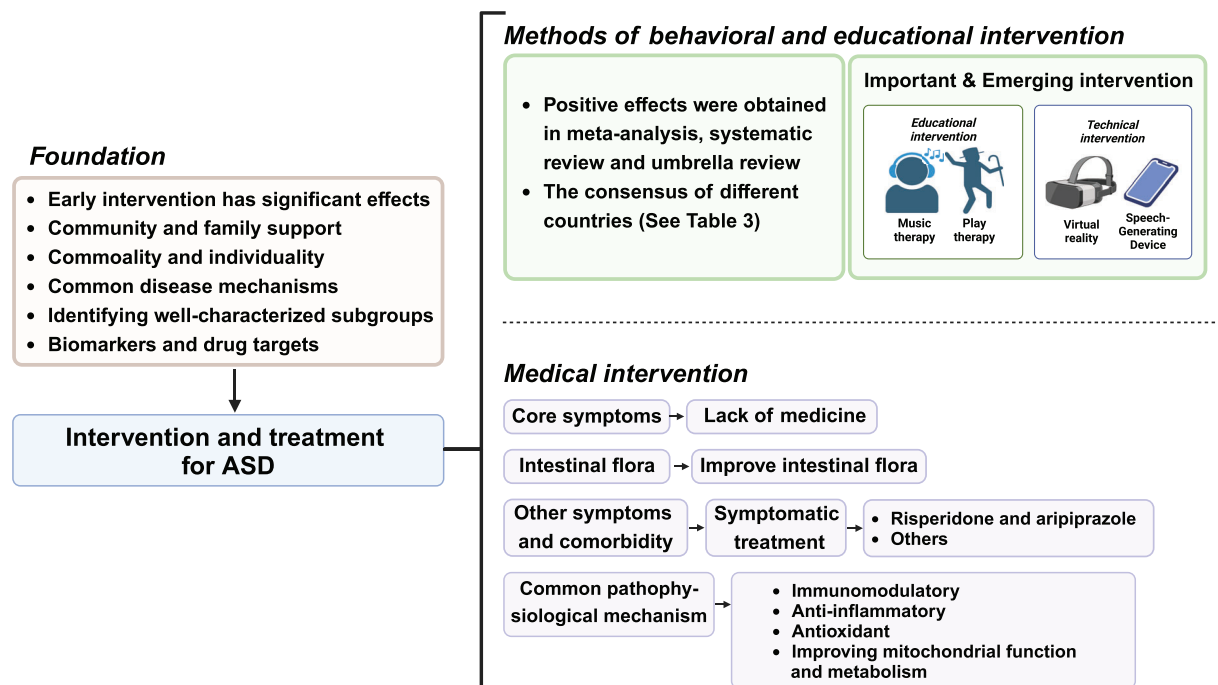 Foundation
• Early intervention has significant effects
• Community and family support
• Commoality and individuality
• Common disease mechanisms
• Identifying well-characterized subgroups
• Biomarkers and drug targets
Intervention and treatment
for ASD
Methods of behavioral and educational intervention
• Positive effects were obtained
in meta-analysis, systematic
review and umbrella review
• The consensus of different
countries (See Table 3)
Important & Emerging intervention
Educational
intervention
Music
therapy
Play
therapy
Technical
intervention
Virtual
reality
Speech-
Generating
Device
Medical intervention
Core symptoms
Lack of medicine
Intestinal flora
Improve intestinal flora
Other symptoms
and comorbidity
Symptomatic
treatment
• Risperidone and aripiprazole
• Others
Common pathophy-
siological mechanism
• Immunomodulatory
• Anti-inflammatory
• Antioxidant
• Improving mitochondrial function
and metabolism